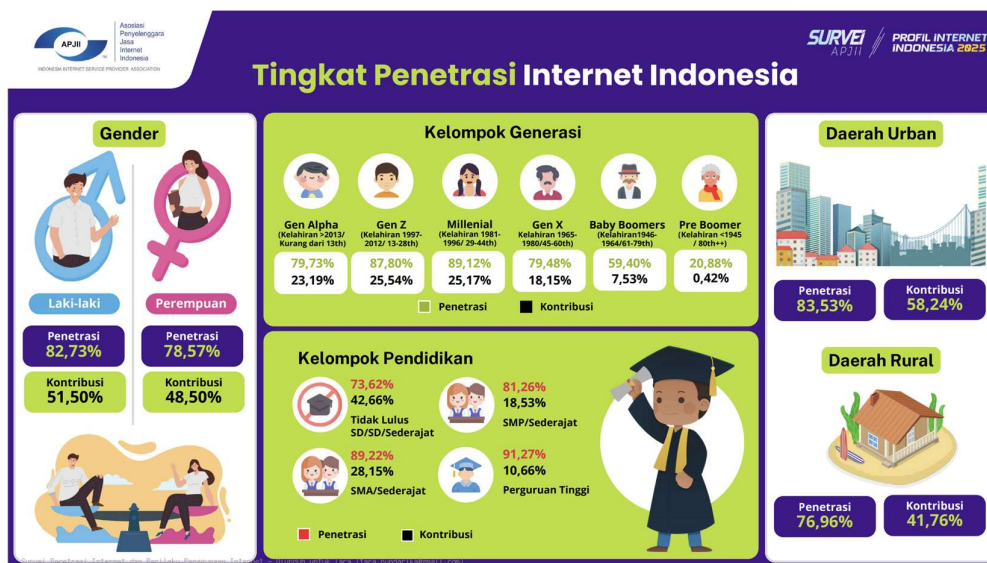 APJII
Asosiasi
Penyelenggara
Jasa
Internet
Indonesia
INDONESIA INTERNET SERVICE PROVIDER ASSOCIATION
SURVEI
APJII
PROFIL INTERNET
INDONESIA 2025
Tingkat Penetrasi Internet Indonesia
Gender
Laki-laki
Perempuan
Penetrasi
82,73%
Penetrasi
78,57%
Kontribusi
51,50%
Kontribusi
48,50%
Kelompok Generasi
Gen Alpha
(Kelahiran >2013/
Kurang dari 13th)
79,73%
23,19%
Gen Z
(Kelahiran 1997-
2012/ 13-28th)
87,80%
25,54%
Millenial
(Kelahiran 1981-
1996/ 29-44th)
89,12%
25,17%
Gen X
Kelahiran 1965-
1980/45-60th)
79,48%
18,15%
Baby Boomers
(Kelahiran1946-
1964/61-79th)
59,40%
7,53%
Pre Boomer
(Kelahiran <1945
/ 80th++)
20,88%
0,42%
Penetrasi
Kontribusi
Kelompok Pendidikan
73,62%
42,66%
Tidak Lulus
SD/SD/Sederajat
81,26%
18,53%
SMP/Sederajat
89,22%
28,15%
SMA/Sederajat
91,27%
10,66%
Perguruan Tinggi
Penetrasi
Kontribusi
Daerah Urban
Penetrasi
83,53%
Kontribusi
58,24%
Daerah Rural
Penetrasi
76,96%
Kontribusi
41,76%
Survei Penetrasi Internet dan Perilaku Penggunaan Internet